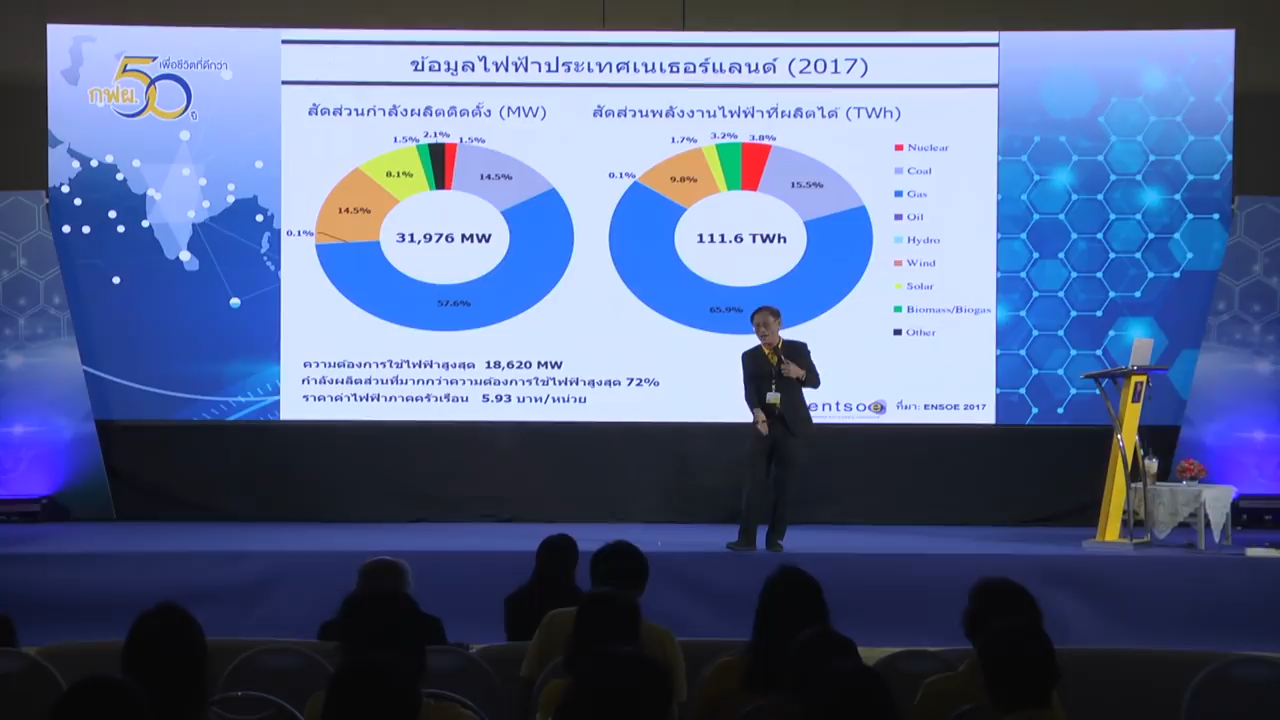 กฟผ. 50 ปี
เพื่อชีวิตที่ดีกว่า
ข้อมูลไฟฟ้าประเทศเนเธอร์แลนด์ (2017)
สัดส่วนกำลังผลิตติดตั้ง (MW)
1.5% 2.1% 1.5%
8.1%
14.5%
14.5%
0.1%
31,976 MW
57.6%
สัดส่วนพลังงานไฟฟ้าที่ผลิตได้ (TWh)
1.7% 3.2% 3.8%
0.1%
9.8%
15.5%
111.6 TWh
65.9%
Nuclear
Coal
Gas
Oil
Hydro
Wind
Solar
Biomass/Biogas
Other
ความต้องการใช้ไฟฟ้าสูงสุด 18,620 MW
กำลังผลิตส่วนที่มากกว่าความต้องการใช้ไฟฟ้าสูงสุด 72%
ราคาค่าไฟฟ้าภาคครัวเรือน 5.93 บาท/หน่วย
entsoe
ที่มา: ENSOE 2017